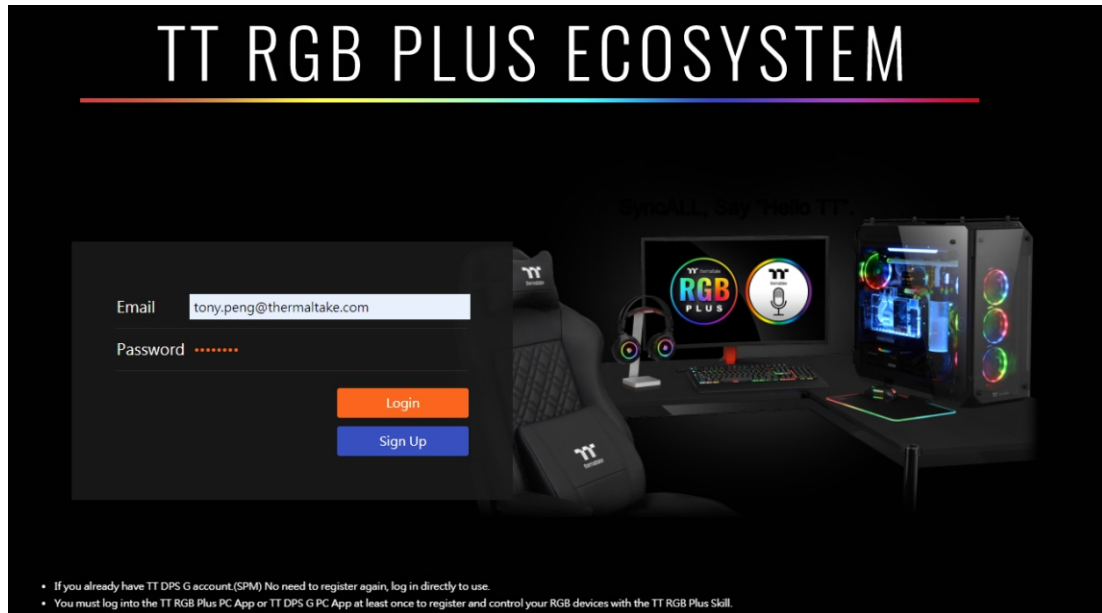 TT RGB PLUS ECOSYSTEM
SyncALL, Say "Hello TT".
Email tony.peng@thermaltake.com
Password ••••••••
Login
Sign Up
thermaltake
RGB
PLUS
If you already have TT DPS G account.(SPM) No need to register again, log in directly to use.
You must log into the TT RGB Plus PC App or TT DPS G PC App at least once to register and control your RGB devices with the TT RGB Plus Skill.